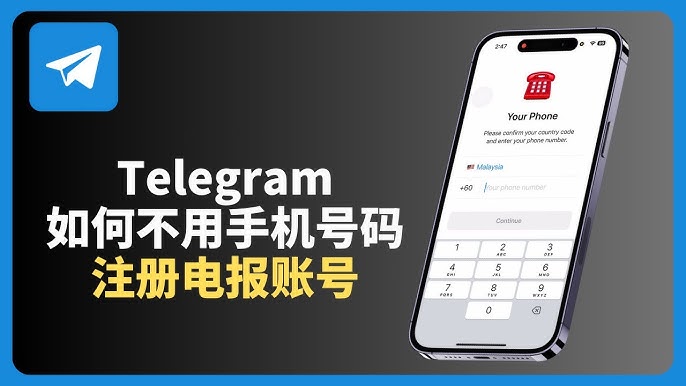 Telegram
如何不用手机号码
注册电报账号
2:47
Your Phone
Please confirm your country code
and enter your phone number.
Malaysia
+60 Your phone number
Continue
1 2 3
ABC DEF
4 5 6
GHI JKL MNO
7 8 9
PQRS TUV WXYZ
0